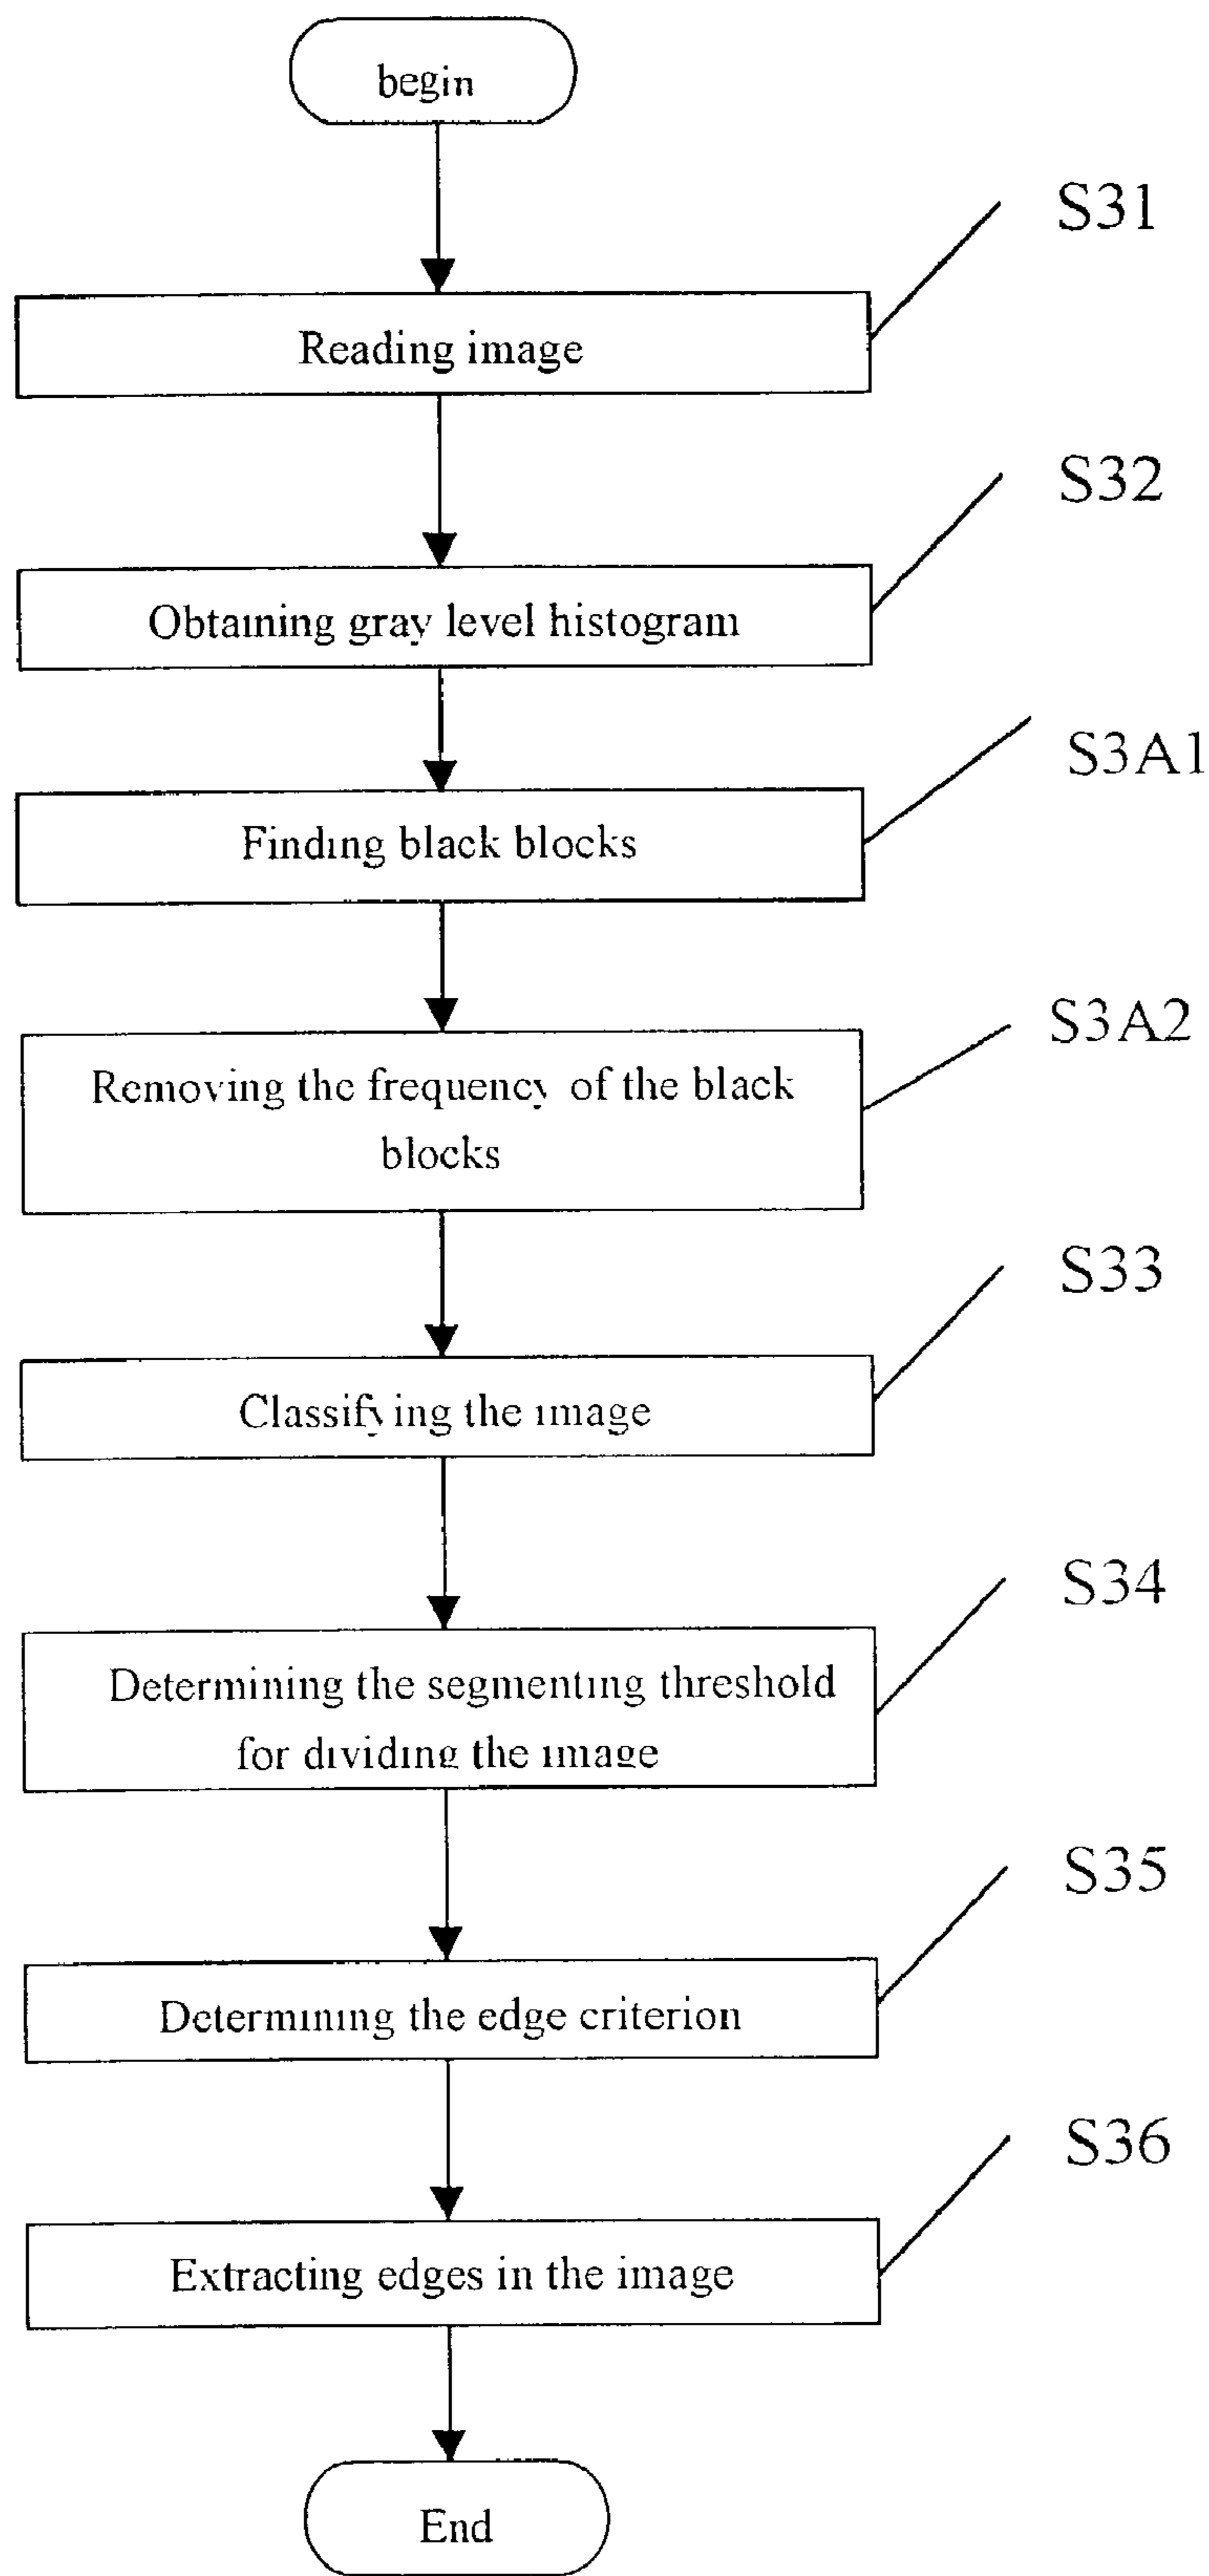 begin
S31
Reading image
S32
Obtaining gray level histogram
S3A1
Finding black blocks
S3A2
Removing the frequency of the black
blocks
S33
Classifying the image
S34
Determining the segmenting threshold
for dividing the image
S35
Determining the edge criterion
S36
Extracting edges in the image
End